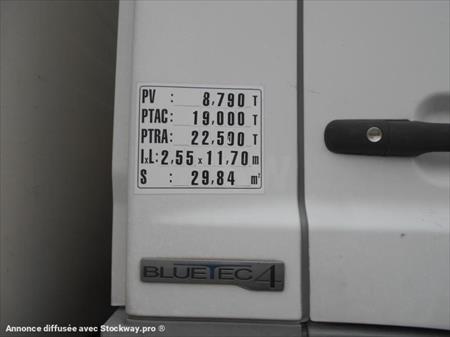 PV : 8,790 T
PTAC: 19,000 T
PTRA: 22,500 T
IxL: 2,55 x 11,70 m
S : 29,84 m²
BLUETEC 4
Annonce diffusée avec Stockway.pro ®